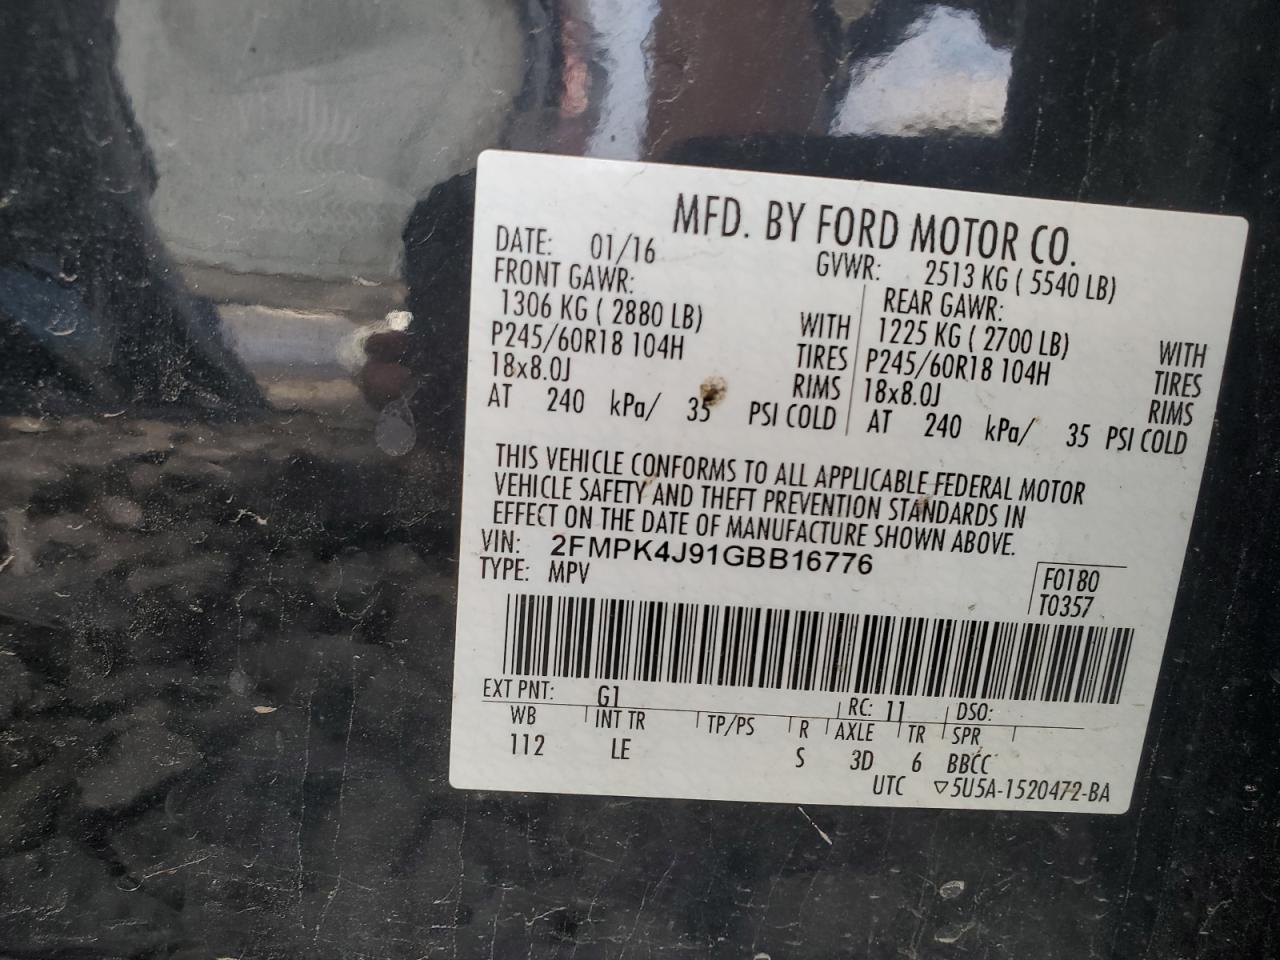 MFD. BY FORD MOTOR CO.
DATE: 01/16 GVWR: 2513 KG ( 5540 LB)
FRONT GAWR: REAR GAWR:
1306 KG ( 2880 LB) WITH 1225 KG ( 2700 LB) WITH
P245/60R18 104H TIRES P245/60R18 104H TIRES
18x8.0J RIMS 18x8.0J RIMS
AT 240 kPa/ 35 PSI COLD AT 240 kPa/ 35 PSI COLD
THIS VEHICLE CONFORMS TO ALL APPLICABLE FEDERAL MOTOR
VEHICLE SAFETY AND THEFT PREVENTION STANDARDS IN
EFFECT ON THE DATE OF MANUFACTURE SHOWN ABOVE.
VIN: 2FMPK4J91GBB16776
TYPE: MPV
F0180
T0357
EXT PNT: G1 RC: 11 DSO:
WB INT TR TP/PS R AXLE TR SPR
112 LE S 3D 6 BBCC
UTC ▽5U5A-1520472-BA